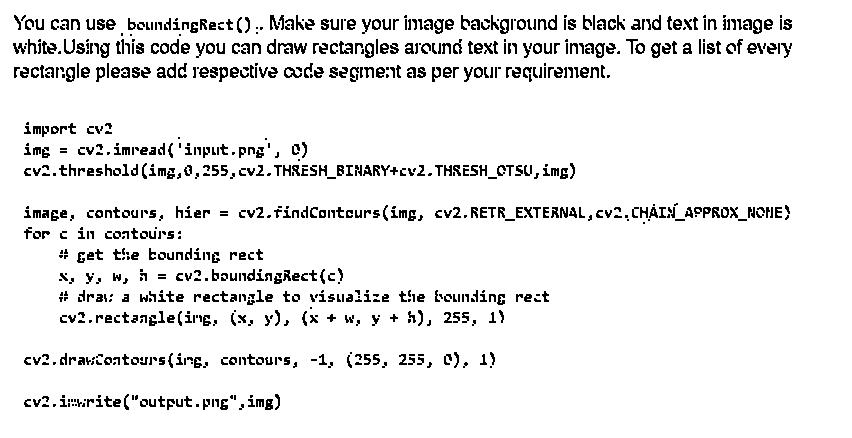 You can use boundingRect(). Make sure your image background is black and text in image is
white.Using this code you can draw rectangles around text in your image. To get a list of every
rectangle please add respective code segment as per your requirement.
import cv2
img = cv2.imread('input.png', 0)
cv2.threshold(img,0,255,cv2.THRESH_BINARY+cv2.THRESH_OTSU,img)
image, contours, hier = cv2.findContours(img, cv2.RETR_EXTERNAL,cv2.CHAIN_APPROX_NONE)
for c in contours:
    # get the bounding rect
    x, y, w, h = cv2.boundingRect(c)
    # draw a white rectangle to visualize the bounding rect
    cv2.rectangle(img, (x, y), (x + w, y + h), 255, 1)
cv2.drawContours(img, contours, -1, (255, 255, 0), 1)
cv2.imwrite("output.png",img)